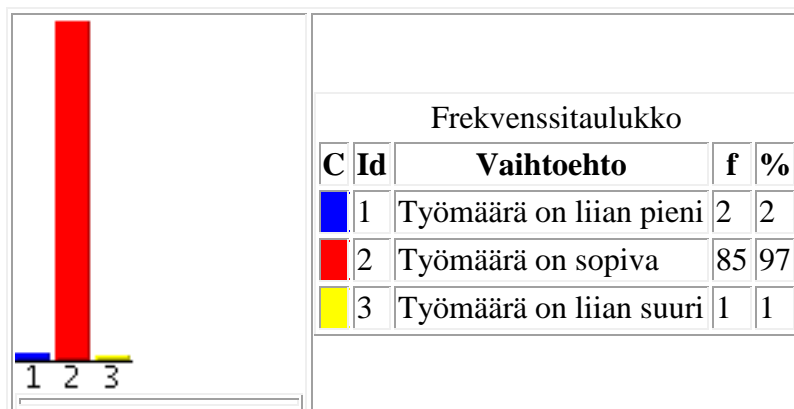 1 2 3
Frekvenssitaulukko
C Id Vaihtoehto f %
1 Työmäärä on liian pieni 2 2
2 Työmäärä on sopiva 85 97
3 Työmäärä on liian suuri 1 1